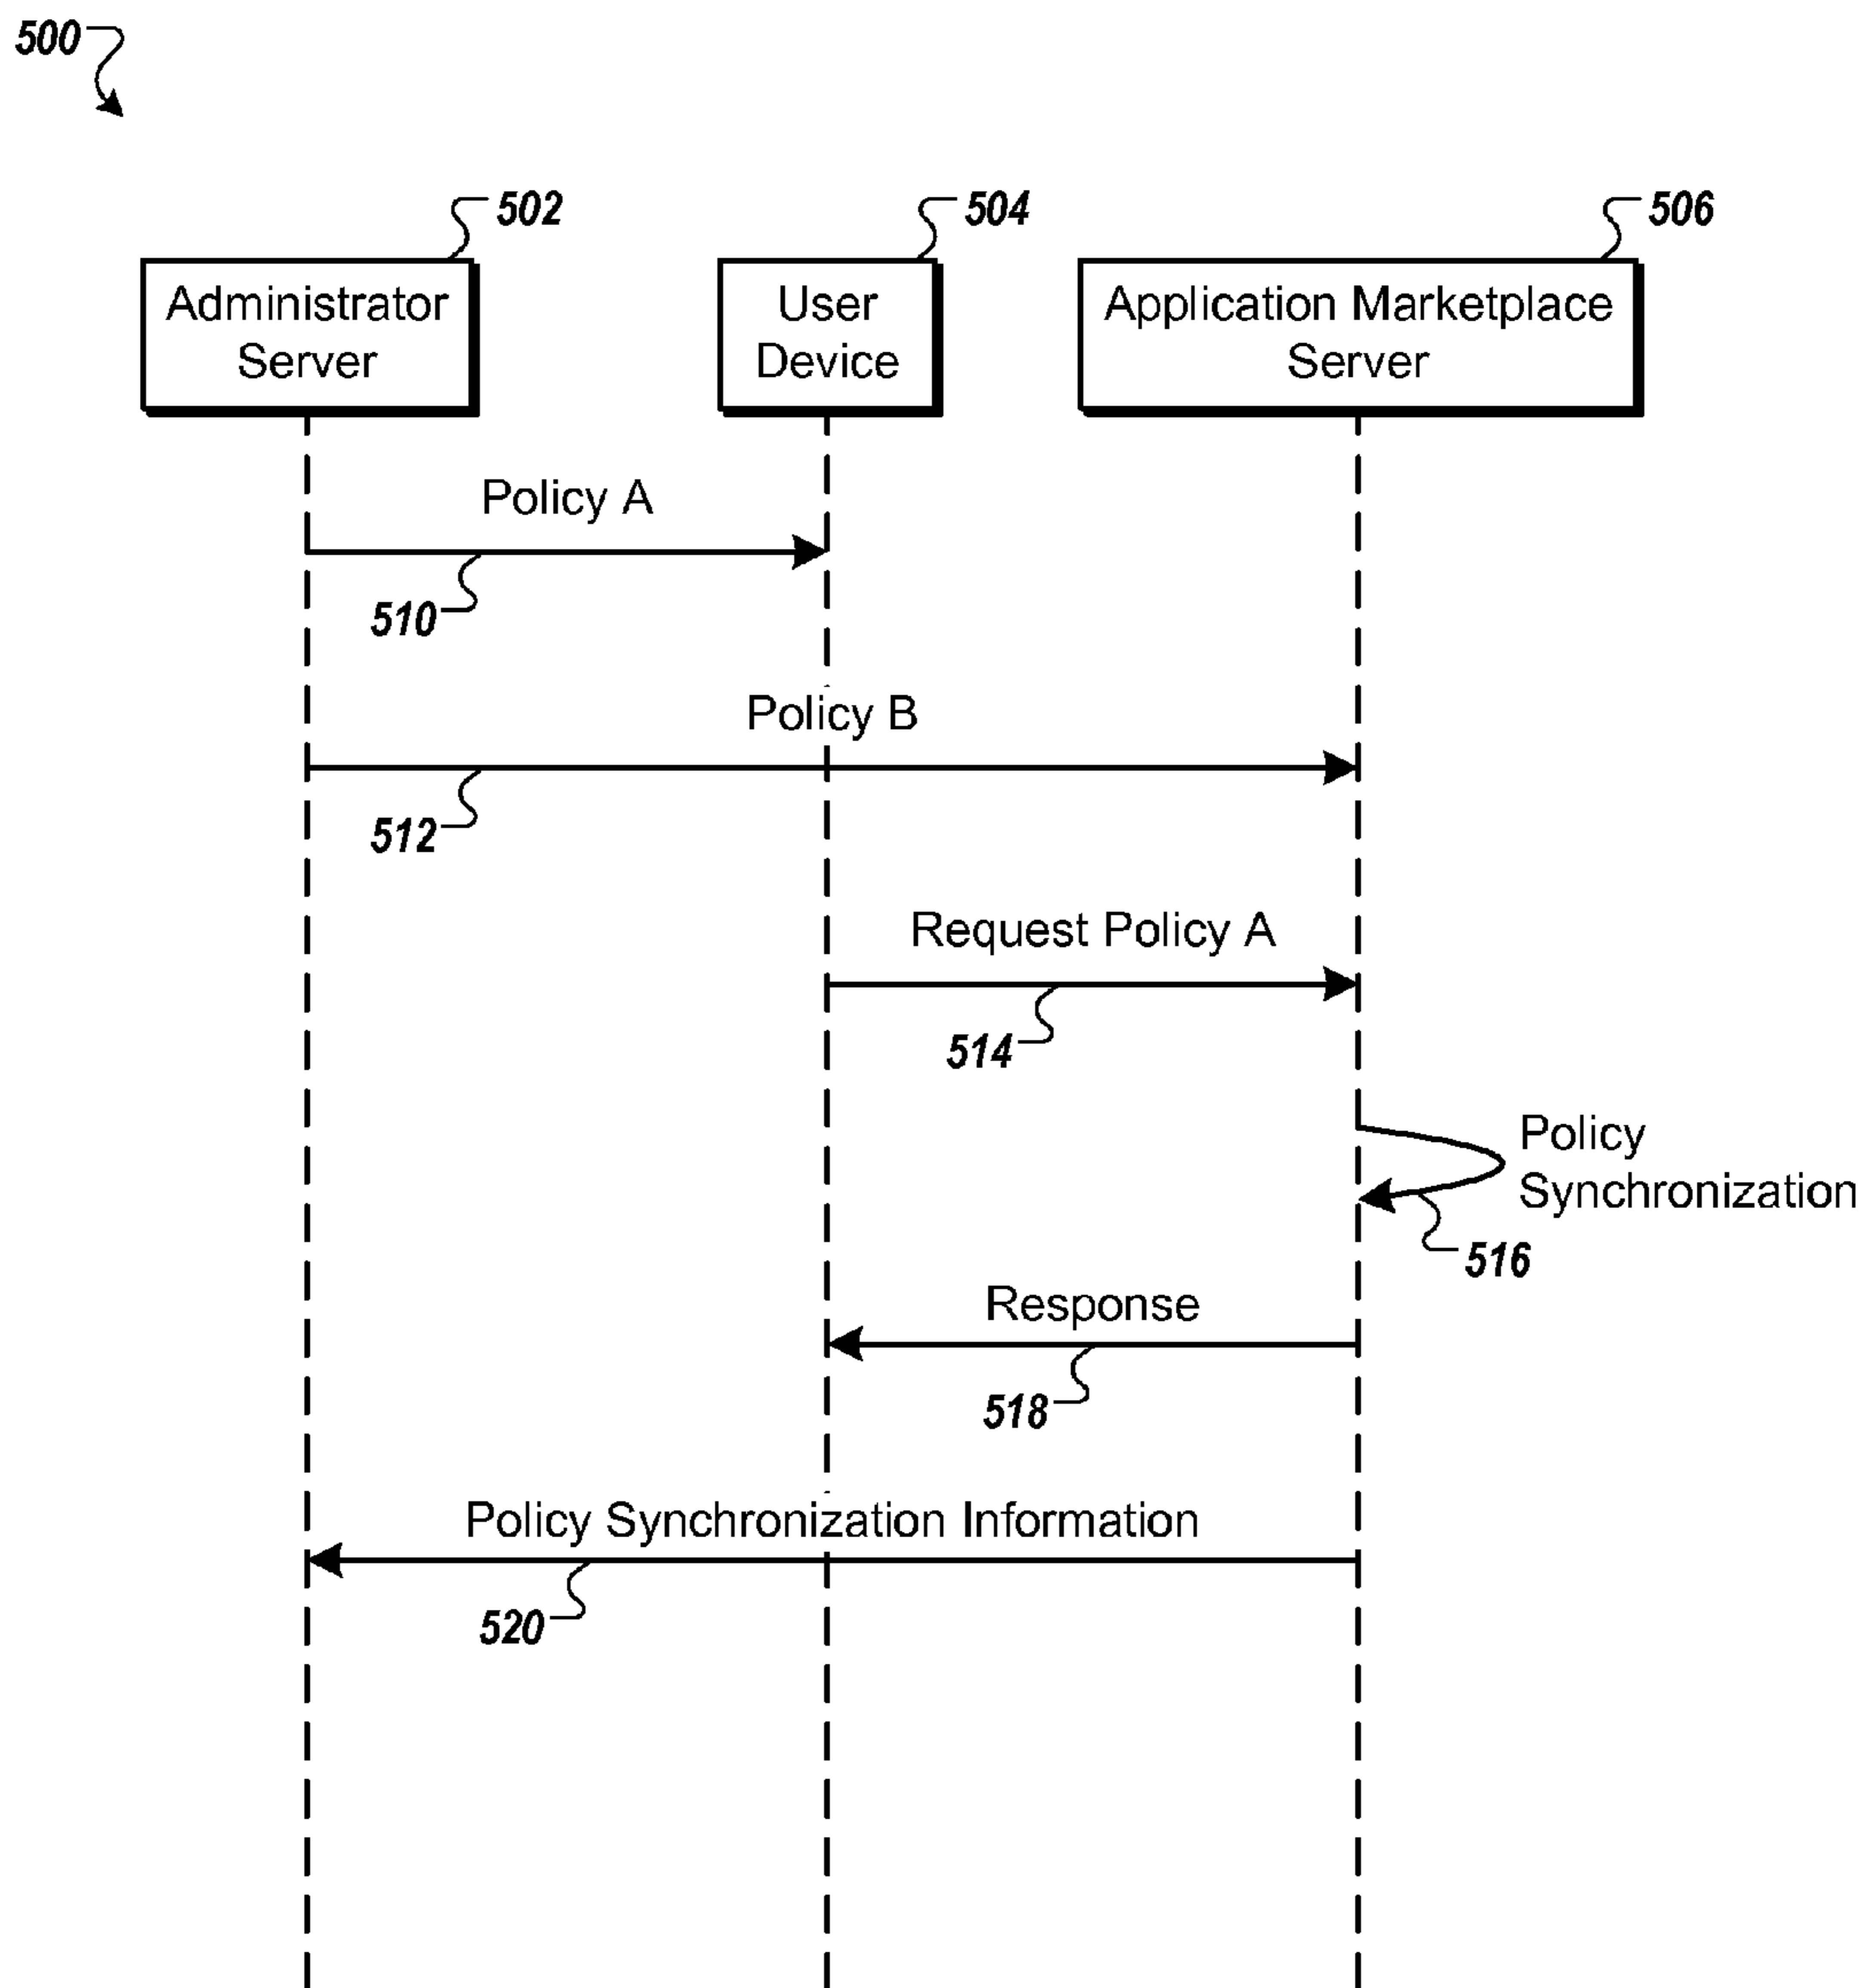 500
502
504
506
Administrator
Server
User
Device
Application Marketplace
Server
Policy A
510
Policy B
512
Request Policy A
514
Policy
Synchronization
516
Response
518
Policy Synchronization Information
520